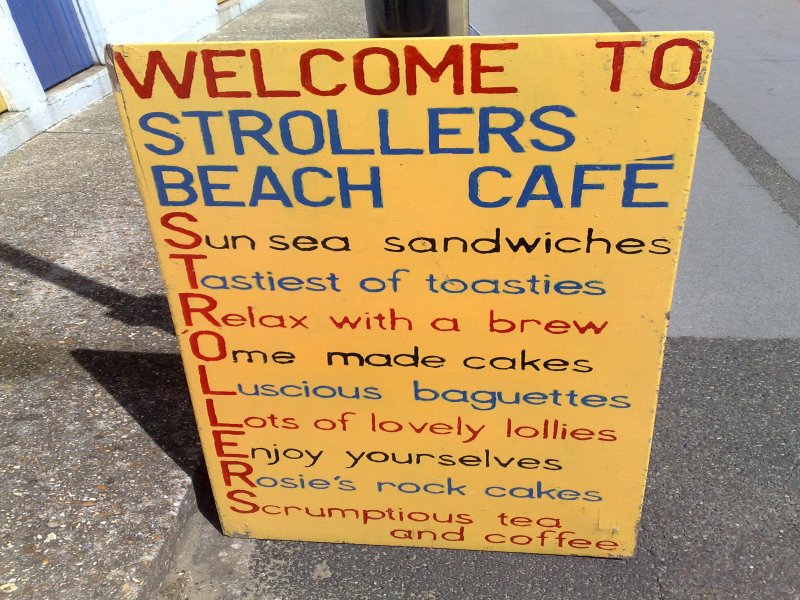 WELCOME TO
STROLLERS
BEACH CAFÉ
Sun sea sandwiches
Tastiest of toasties
Relax with a brew
'Ome made cakes
Luscious baguettes
Lots of lovely lollies
Enjoy yourselves
Rosie's rock cakes
Scrumptious tea
and coffee